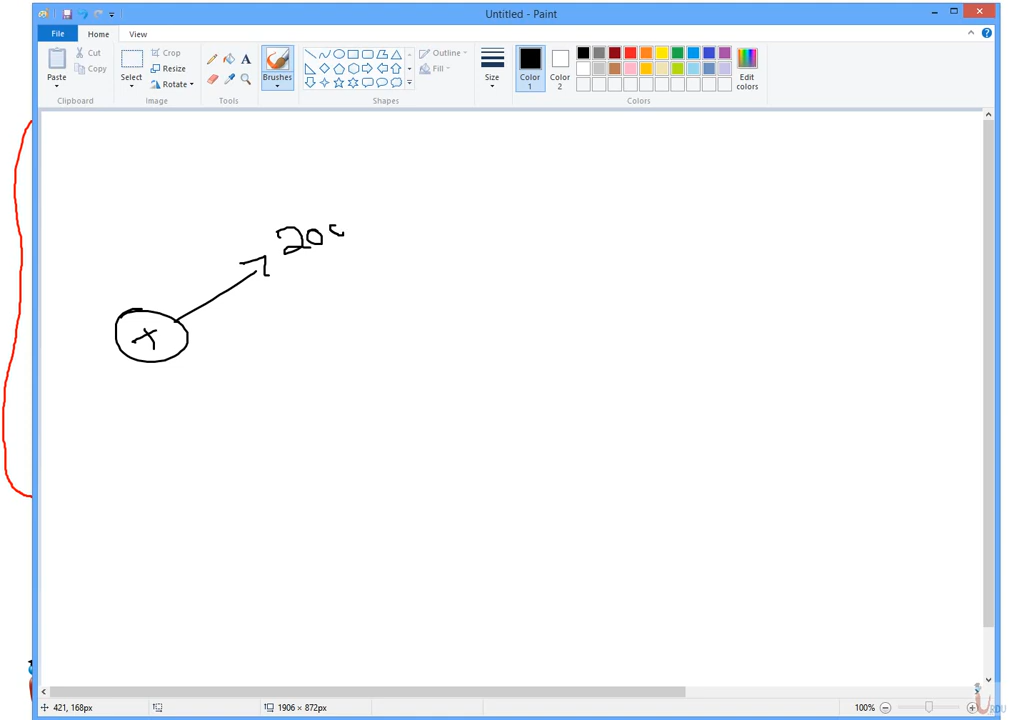 Untitled - Paint
File Home View
Paste
Cut
Copy
Clipboard
Select
Crop
Resize
Rotate
Image
Tools
Brushes
Outline
Fill
Shapes
Size
Color 1
Color 2
Edit colors
Colors
20
x
421, 168px
1906 × 872px
100%
URDU